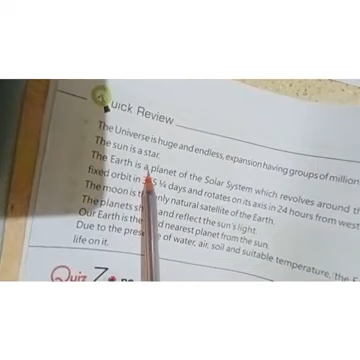 Quick Review
The Universe is huge and endless, expansion having groups of million
The sun is a star.
The Earth is a planet of the Solar System which revolves around th
fixed orbit in 365 ¼ days and rotates on its axis in 24 hours from west
The moon is the only natural satellite of the Earth.
The planets and reflect the sun's light.
Our Earth is the nearest planet from the sun.
Due to the of water, air, soil and suitable temperature, the E
life on it.
Quiz